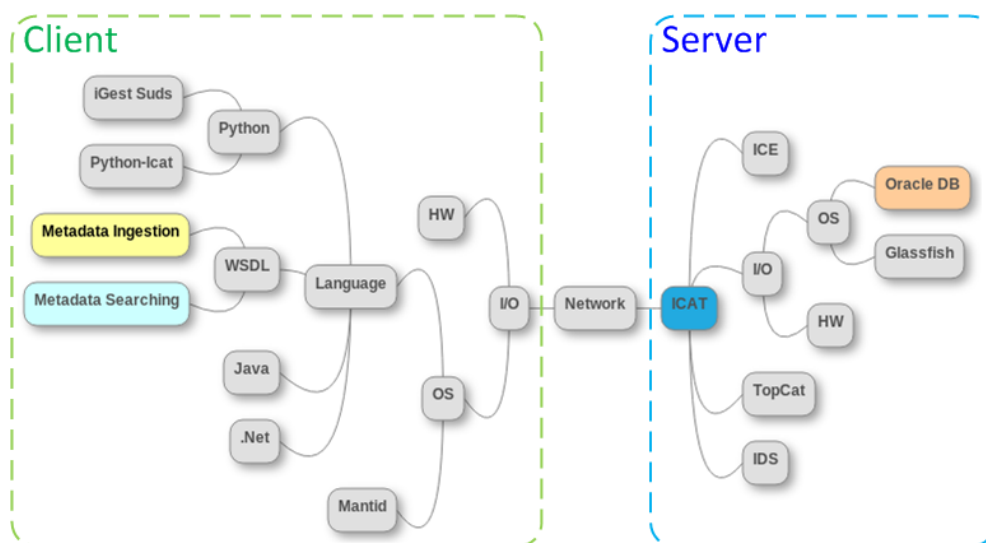 Client
Server
iGest Suds
Python
Python-Icat
Metadata Ingestion
WSDL
Metadata Searching
Language
Java
.Net
Mantid
HW
OS
I/O
Network
ICAT
ICE
I/O
OS
Oracle DB
Glassfish
HW
TopCat
IDS